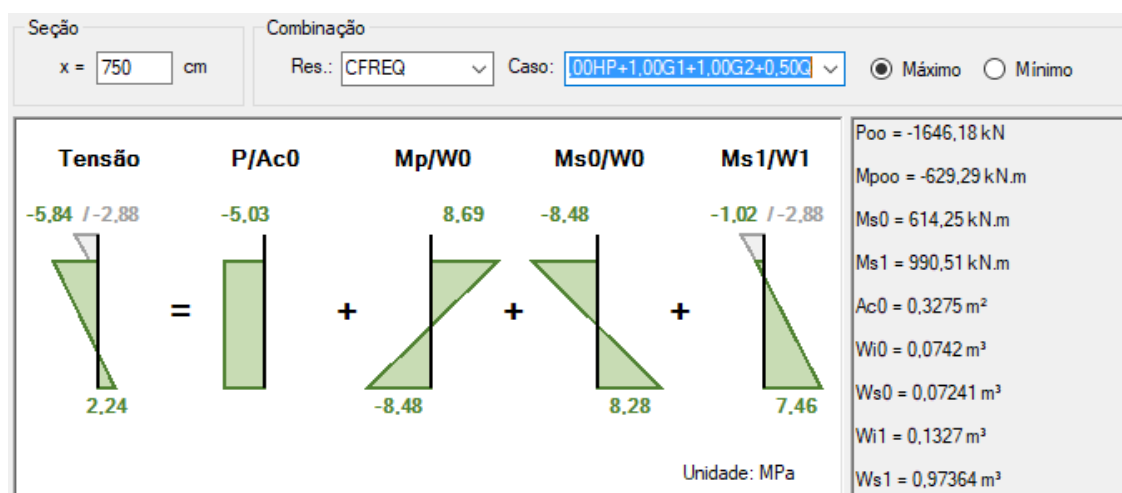 Seção
x = 750 cm
Combinação
Res.: CFREQ Caso: ,00HP+1,00G1+1,00G2+0,50Q Máximo Mínimo
Tensão P/Ac0 Mp/W0 Ms0/W0 Ms1/W1
-5,84 / -2,88 -5,03 8,69 -8,48 -1,02 / -2,88
= + + +
2,24 -8,48 8,28 7,46
Unidade: MPa
Poo = -1646,18 kN
Mpoo = -629,29 kN.m
Ms0 = 614,25 kN.m
Ms1 = 990,51 kN.m
Ac0 = 0,3275 m²
Wi0 = 0,0742 m³
Ws0 = 0,07241 m³
Wi1 = 0,1327 m³
Ws1 = 0,97364 m³